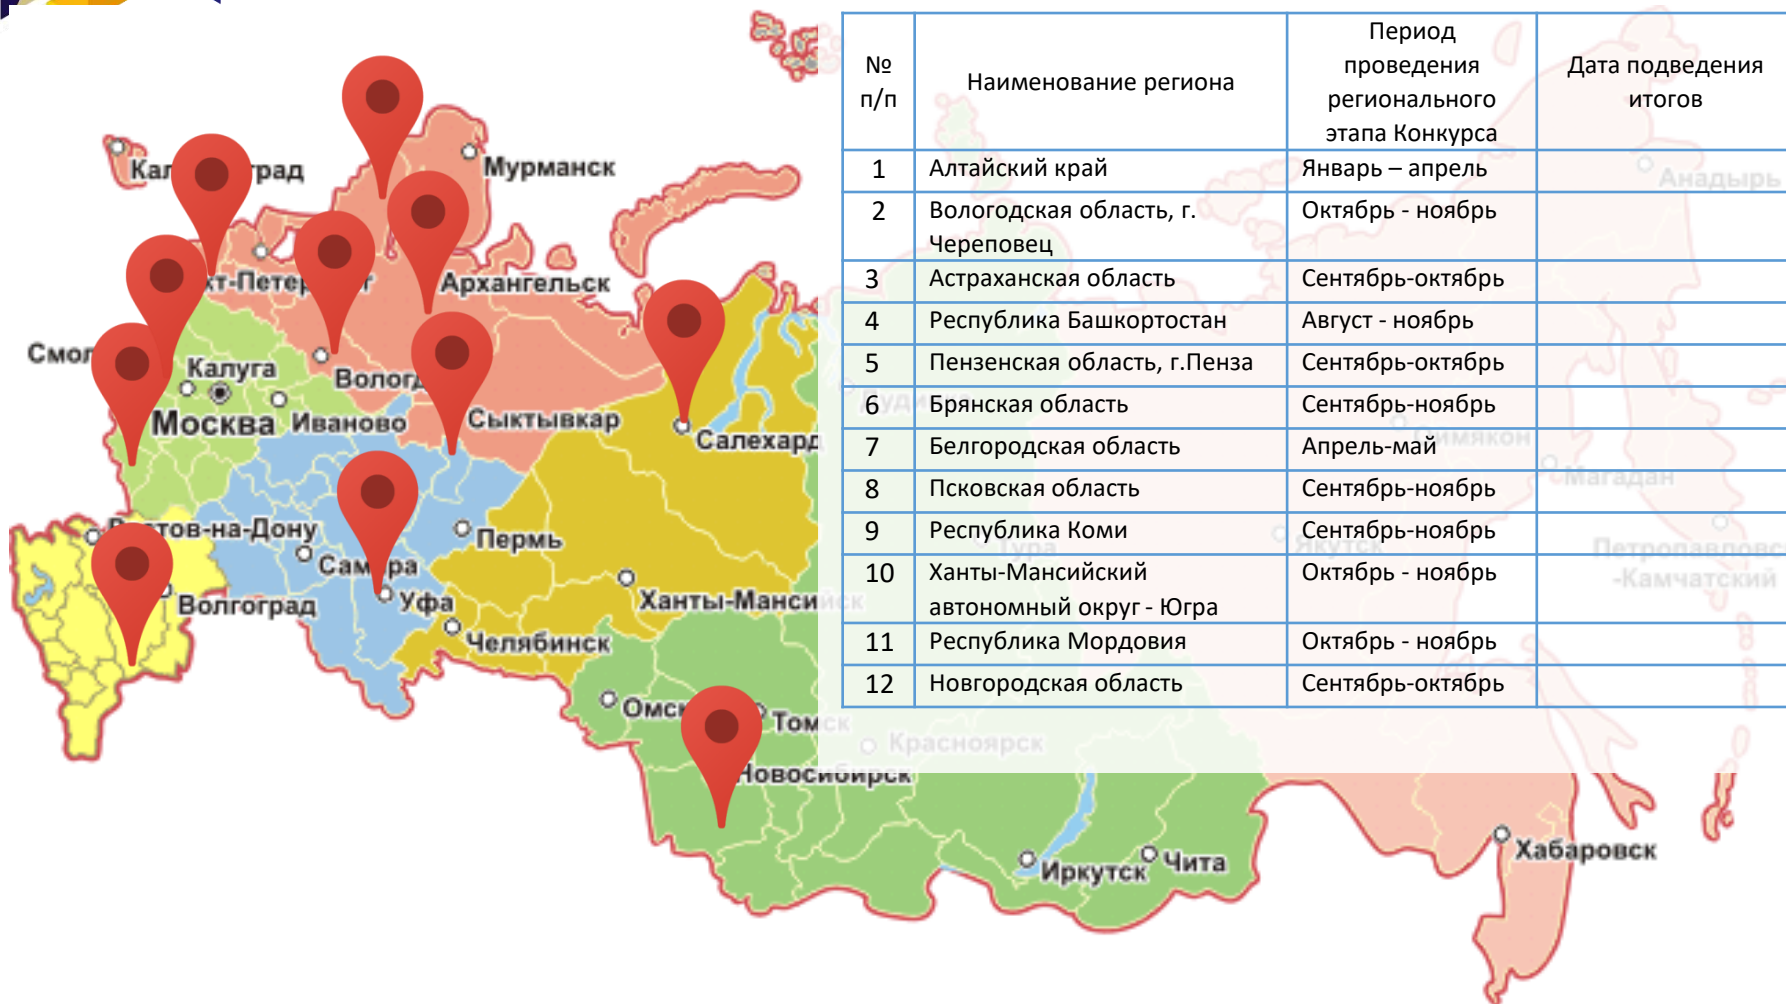 №
п/п
Наименование региона
Период
проведения
регионального
этапа Конкурса
Дата подведения
итогов
1 Алтайский край Январь – апрель
2 Вологодская область, г. Октябрь - ноябрь
Череповец
3 Астраханская область Сентябрь-октябрь
4 Республика Башкортостан Август - ноябрь
5 Пензенская область, г.Пенза Сентябрь-октябрь
6 Брянская область Сентябрь-ноябрь
7 Белгородская область Апрель-май
8 Псковская область Сентябрь-ноябрь
9 Республика Коми Сентябрь-ноябрь
10 Ханты-Мансийский Октябрь - ноябрь
автономный округ - Югра
11 Республика Мордовия Октябрь - ноябрь
12 Новгородская область Сентябрь-октябрь
Мурманск
Анадырь
Архангельск
Калуга
Москва
Иваново
Сыктывкар
Салехард
Оймякон
Магадан
Пермь
Тура
Якутск
Волгоград
Уфа
Челябинск
Томск
Красноярск
Новосибирск
Иркутск
Чита
Хабаровск